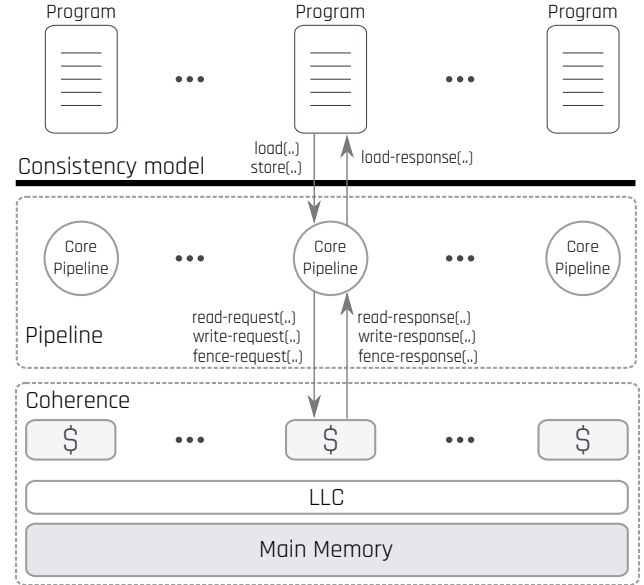 Program
Program
Program
load(..)
store(..)
load-response(..)
Consistency model
Core
Pipeline
Core
Pipeline
Core
Pipeline
read-request(..)
write-request(..)
fence-request(..)
read-response(..)
write-response(..)
fence-response(..)
Pipeline
Coherence
$
$
$
LLC
Main Memory